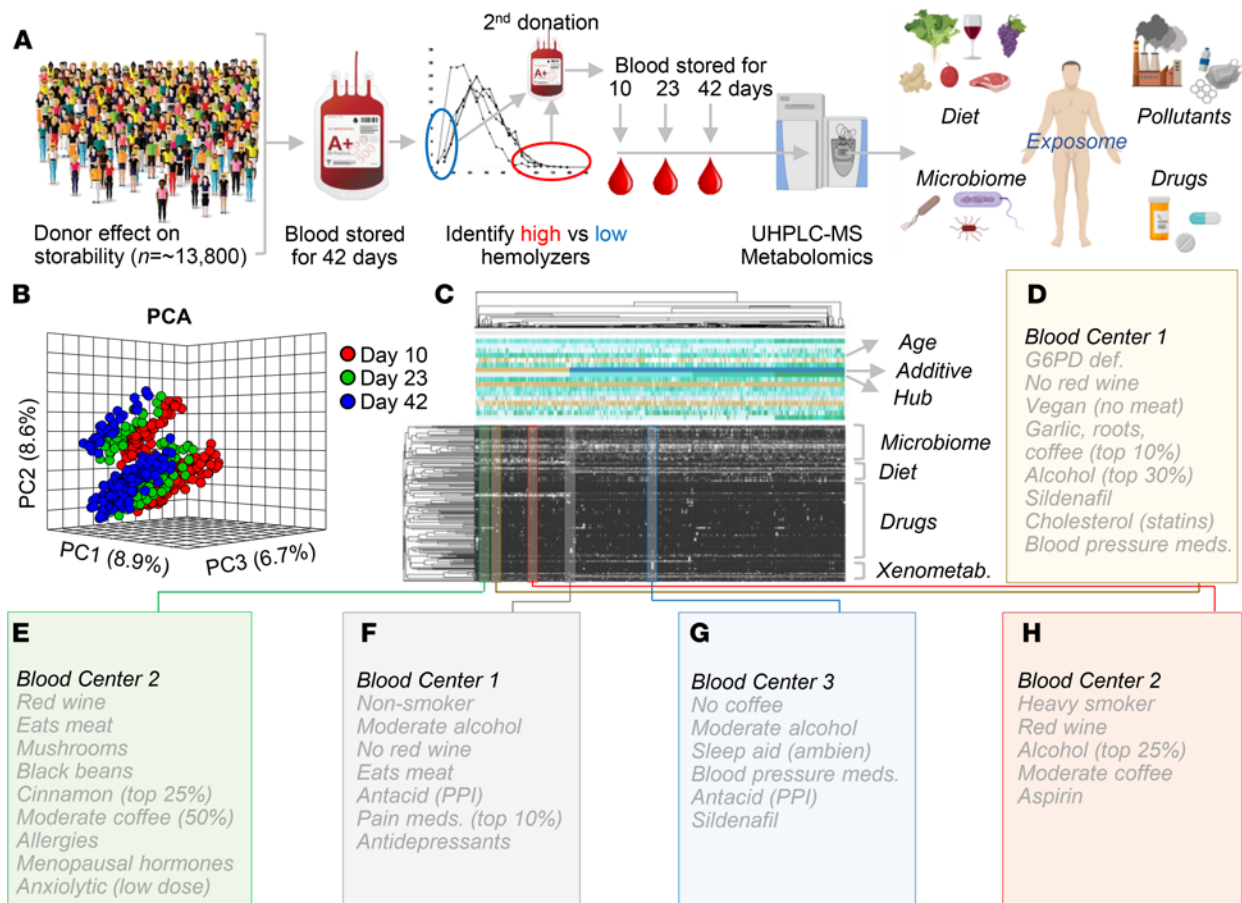 A
2nd donation
Donor effect on
storability (n=~13,800)
A+
Blood stored
for 42 days
Identify high vs low
hemolyzers
A+
Blood stored for
10 23 42 days
UHPLC-MS
Metabolomics
Diet
Pollutants
Exposome
Microbiome
Drugs
B
PCA
PC2 (8.6%)
PC1 (8.9%)
PC3 (6.7%)
Day 10
Day 23
Day 42
C
Age
Additive
Hub
Microbiome
Diet
Drugs
Xenometab.
D
Blood Center 1
G6PD def.
No red wine
Vegan (no meat)
Garlic, roots,
coffee (top 10%)
Alcohol (top 30%)
Sildenafil
Cholesterol (statins)
Blood pressure meds.
E
Blood Center 2
Red wine
Eats meat
Mushrooms
Black beans
Cinnamon (top 25%)
Moderate coffee (50%)
Allergies
Menopausal hormones
Anxiolytic (low dose)
F
Blood Center 1
Non-smoker
Moderate alcohol
No red wine
Eats meat
Antacid (PPI)
Pain meds. (top 10%)
Antidepressants
G
Blood Center 3
No coffee
Moderate alcohol
Sleep aid (ambien)
Blood pressure meds.
Antacid (PPI)
Sildenafil
H
Blood Center 2
Heavy smoker
Red wine
Alcohol (top 25%)
Moderate coffee
Aspirin